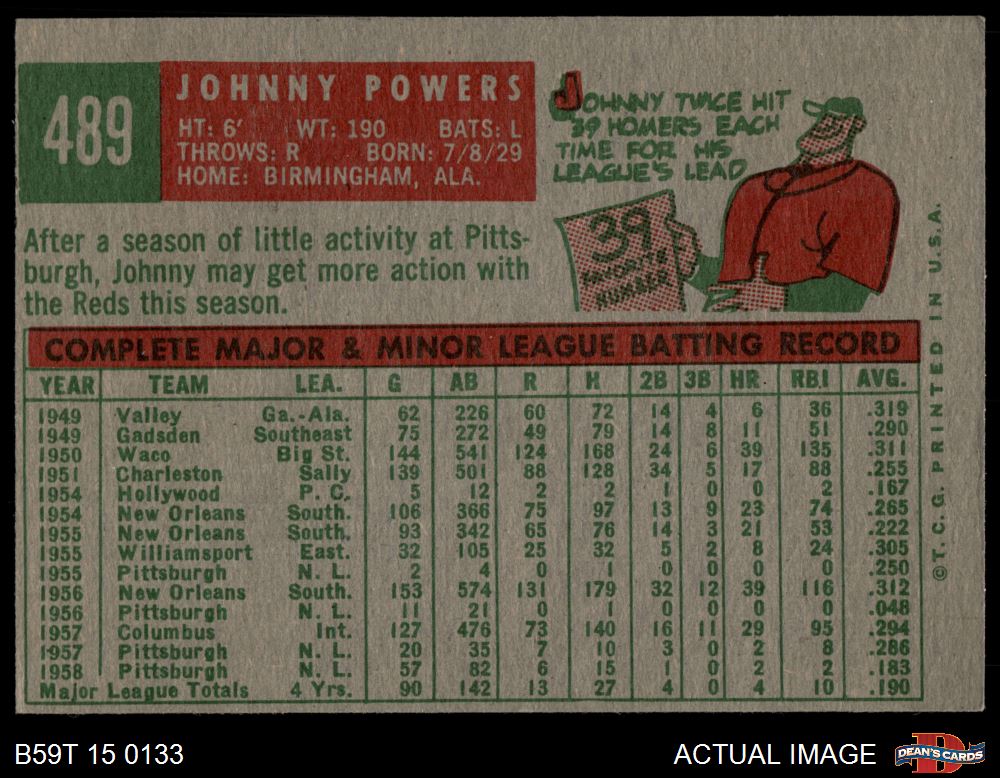 489
JOHNNY POWERS
HT: 6' WT: 190 BATS: L
THROWS: R BORN: 7/8/29
HOME: BIRMINGHAM, ALA.
JOHNNY TWICE HIT
39 HOMERS EACH
TIME FOR HIS
LEAGUE'S LEAD
39
FAVORITE
NUMBER
After a season of little activity at Pitts-
burgh, Johnny may get more action with
the Reds this season.
COMPLETE MAJOR & MINOR LEAGUE BATTING RECORD
YEAR TEAM LEA. G AB R H 2B 3B HR RBI AVG.
1949 Valley Ga.-Ala. 62 226 60 72 14 4 6 36 .319
1949 Gadsden Southeast 75 272 49 79 14 8 11 51 .290
1950 Waco Big St. 144 541 124 168 24 6 39 135 .311
1951 Charleston Sally 139 501 88 128 34 5 17 88 .255
1954 Hollywood P. C. 5 12 2 2 1 0 0 2 .167
1954 New Orleans South. 106 366 75 97 13 9 23 74 .265
1955 New Orleans South. 93 342 65 76 14 3 21 53 .222
1955 Williamsport East. 32 105 25 32 5 2 8 24 .305
1955 Pittsburgh N. L. 2 4 0 1 0 0 0 0 .250
1956 New Orleans South. 153 574 131 179 32 12 39 116 .312
1956 Pittsburgh N. L. 11 21 0 1 0 0 0 0 .048
1957 Columbus Int. 127 476 73 140 16 11 29 95 .294
1957 Pittsburgh N. L. 20 35 7 10 3 0 2 8 .286
1958 Pittsburgh N. L. 57 82 6 15 1 0 2 2 .183
Major League Totals 4 Yrs. 90 142 13 27 4 0 4 10 .190
© T.C.G. PRINTED IN U.S.A.
B59T 15 0133
ACTUAL IMAGE
DEAN'S CARDS